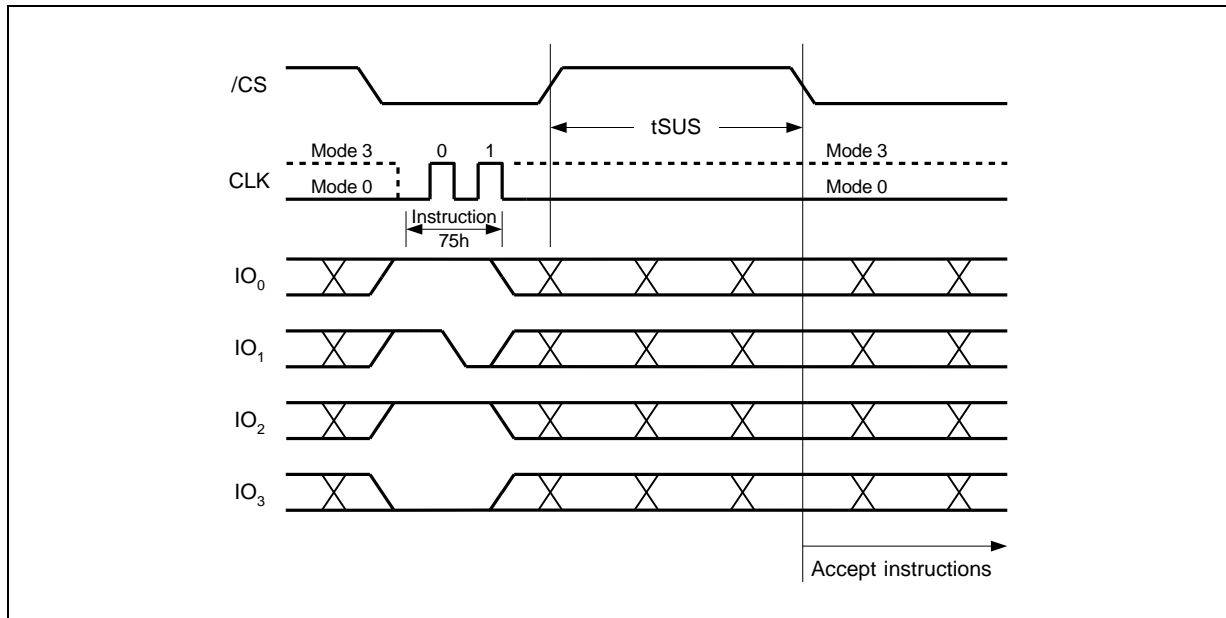 /CS
tSUS
Mode 3 0 1 Mode 3
CLK
Mode 0 Mode 0
Instruction
75h
IO0
IO1
IO2
IO3
Accept instructions